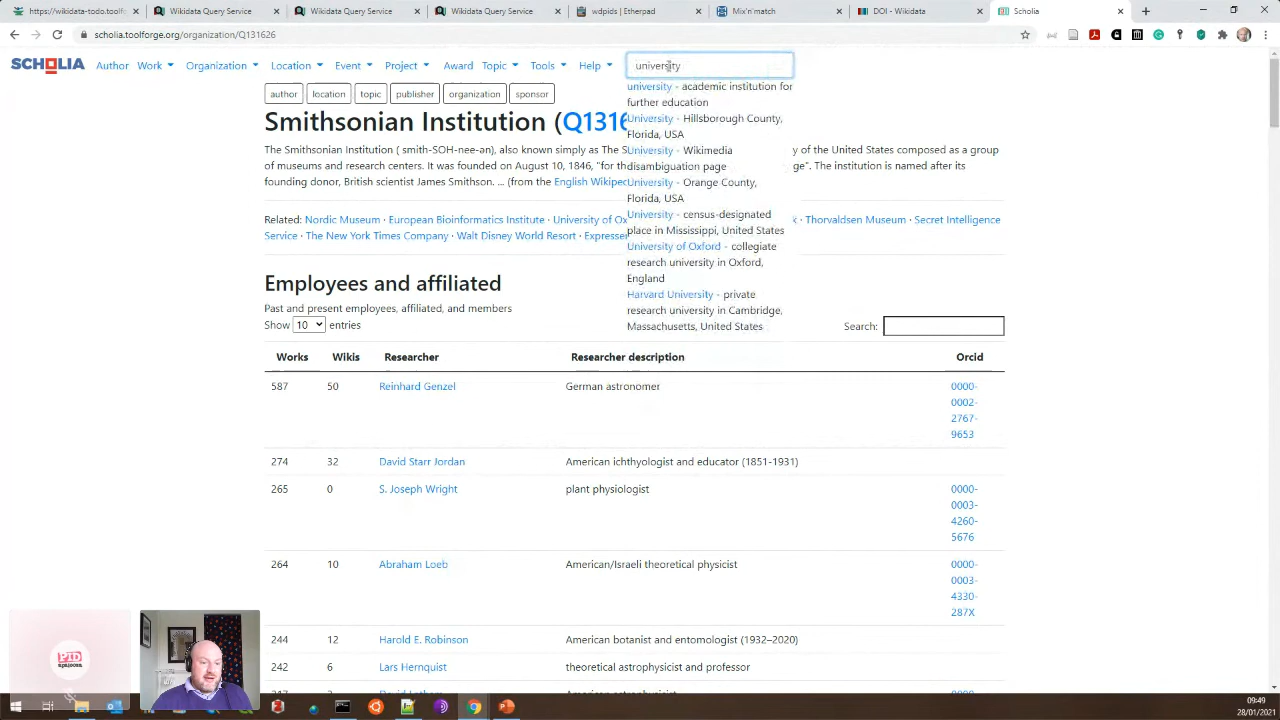 https://wikidata-todo.toolf
Wikidata Query Service
Wikidata Query Service
Wikidata Query Service
wdpids | Etherpad
Mix'n'match
DOI - Wikidata
Scholia
scholia.toolforge.org/organization/Q131626
SCHOLIA
Author
Work
Organization
Location
Event
Project
Award
Topic
Tools
Help
university
author
location
topic
publisher
organization
sponsor
university - academic institution for
further education
University - Hillsborough County,
Florida, USA
University - Wikimedia
disambiguation page
University - Orange County,
Florida, USA
University - census-designated
place in Mississippi, United States
University of Oxford - collegiate
research university in Oxford,
England
Harvard University - private
research university in Cambridge,
Massachusetts, United States
Smithsonian Institution (Q1316
The Smithsonian Institution ( smith-SOH-nee-an), also known simply as The S
y of the United States composed as a group
of museums and research centers. It was founded on August 10, 1846, "for th
ge". The institution is named after its
founding donor, British scientist James Smithson. ... (from the English Wikipe
Related: Nordic Museum · European Bioinformatics Institute · University of Ox
k · Thorvaldsen Museum · Secret Intelligence
Service · The New York Times Company · Walt Disney World Resort · Expresse
Employees and affiliated
Past and present employees, affiliated, and members
Show 10 entries
Search:
Works Wikis Researcher Researcher description Orcid
587 50 Reinhard Genzel German astronomer 0000-
0002-
2767-
9653
274 32 David Starr Jordan American ichthyologist and educator (1851-1931)
265 0 S. Joseph Wright plant physiologist 0000-
0003-
4260-
5676
264 10 Abraham Loeb American/Israeli theoretical physicist 0000-
0003-
4330-
287X
244 12 Harold E. Robinson American botanist and entomologist (1932–2020)
242 6 Lars Hernquist theoretical astrophysicist and professor
PID
apalooza
09:49
28/01/2021